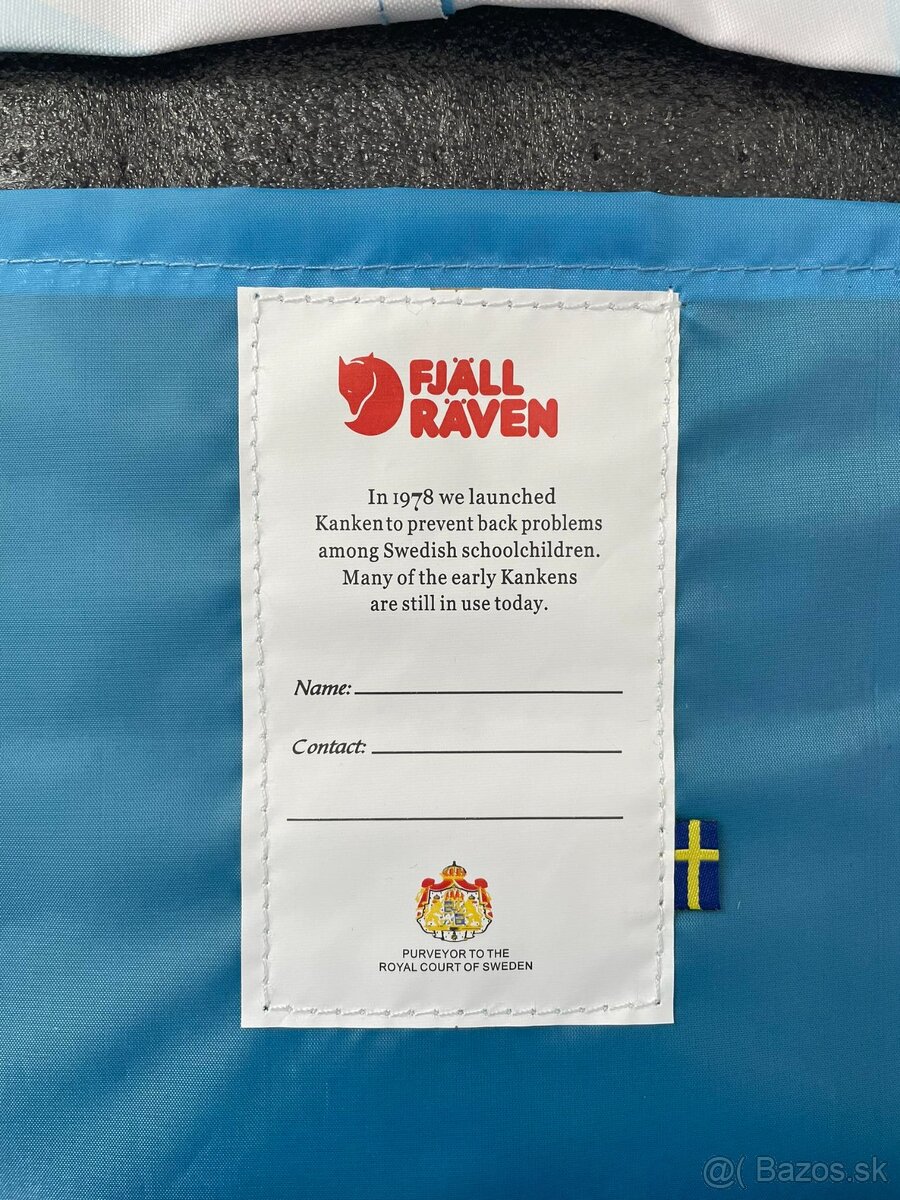 FJÄLL
RÄVEN
In 1978 we launched
Kanken to prevent back problems
among Swedish schoolchildren.
Many of the early Kankens
are still in use today.
Name:
Contact:
PURVEYOR TO THE
ROYAL COURT OF SWEDEN
@( Bazos.sk